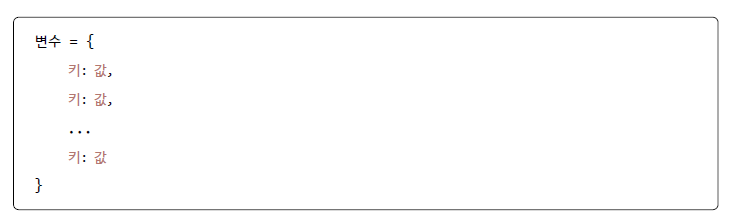 변수 = {
    키: 값,
    키: 값,
    ...
    키: 값
}